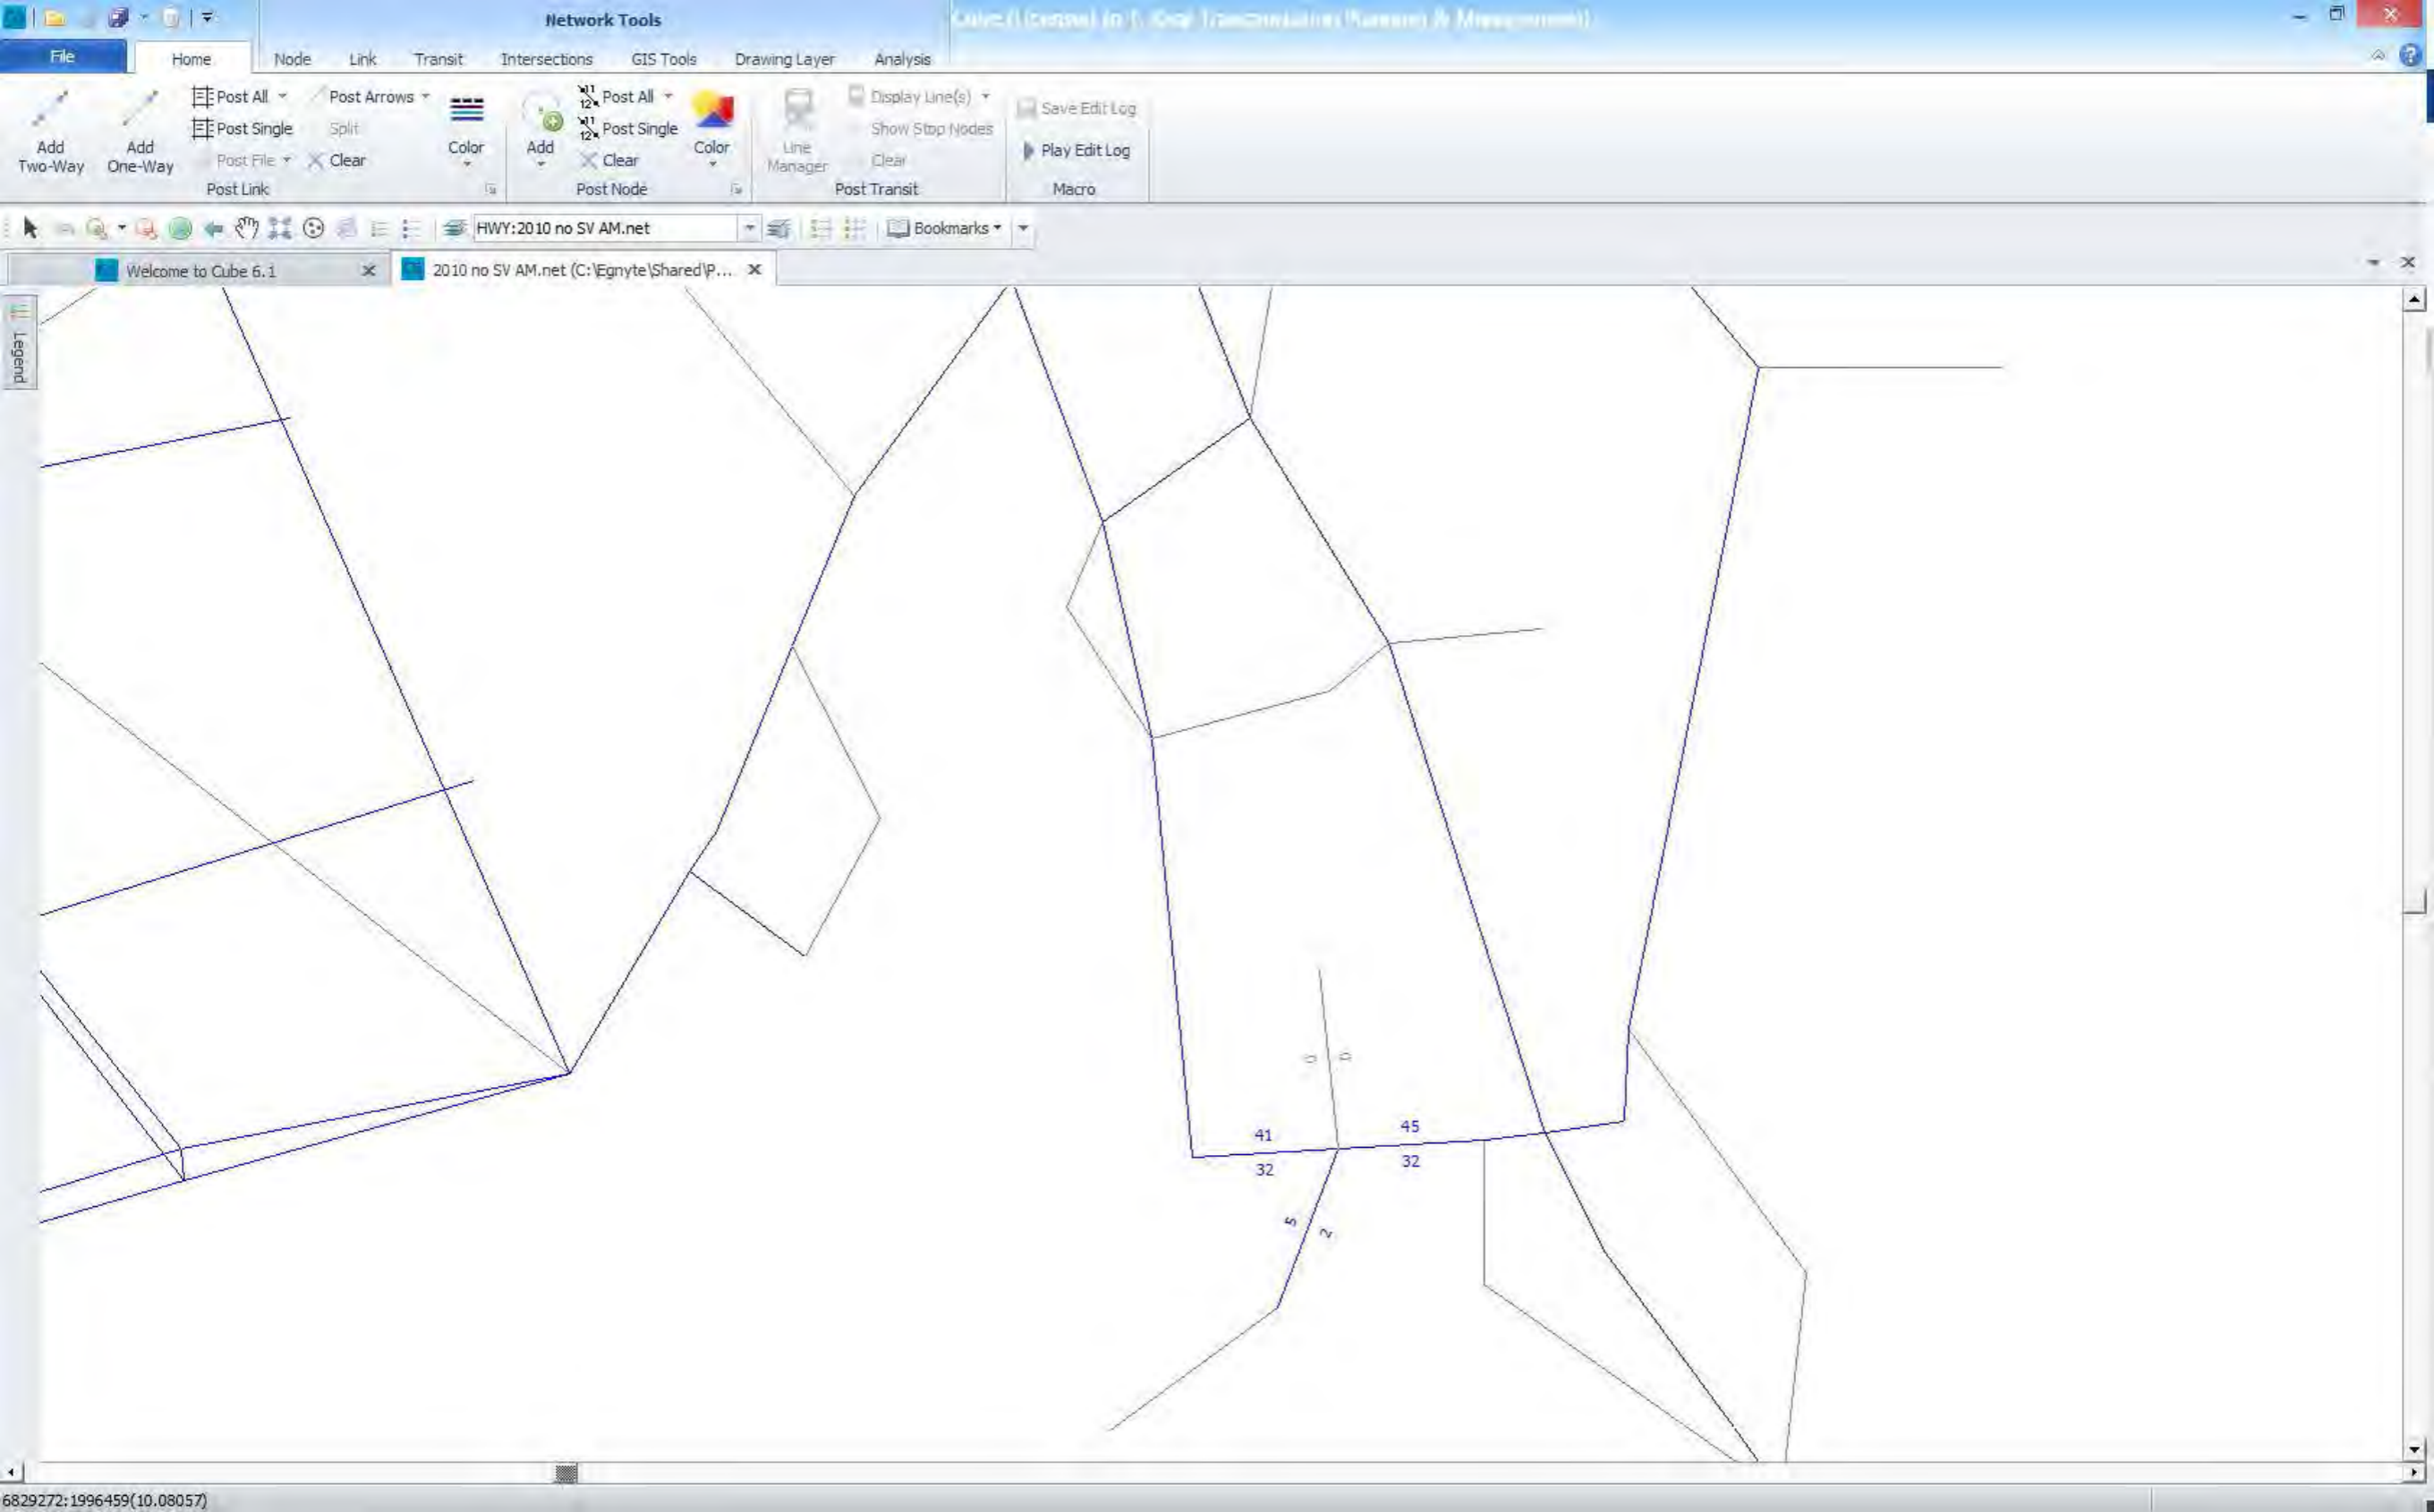 Network Tools
File Home Node Link Transit Intersections GIS Tools Drawing Layer Analysis
Add Two-Way
Add One-Way
Post All
Post Single
Post File
Post Arrows
Split
Clear
Color
Post Link
Add
Post All
Post Single
Clear
Color
Post Node
Line Manager
Display Line(s)
Show Stop Nodes
Clear
Post Transit
Save Edit Log
Play Edit Log
Macro
HWY:2010 no SV AM.net
Bookmarks
Welcome to Cube 6.1
2010 no SV AM.net (C:\Egnyte\Shared\P...
Legend
0 0
41 45
32 32
5 2
6829272:1996459(10.08057)